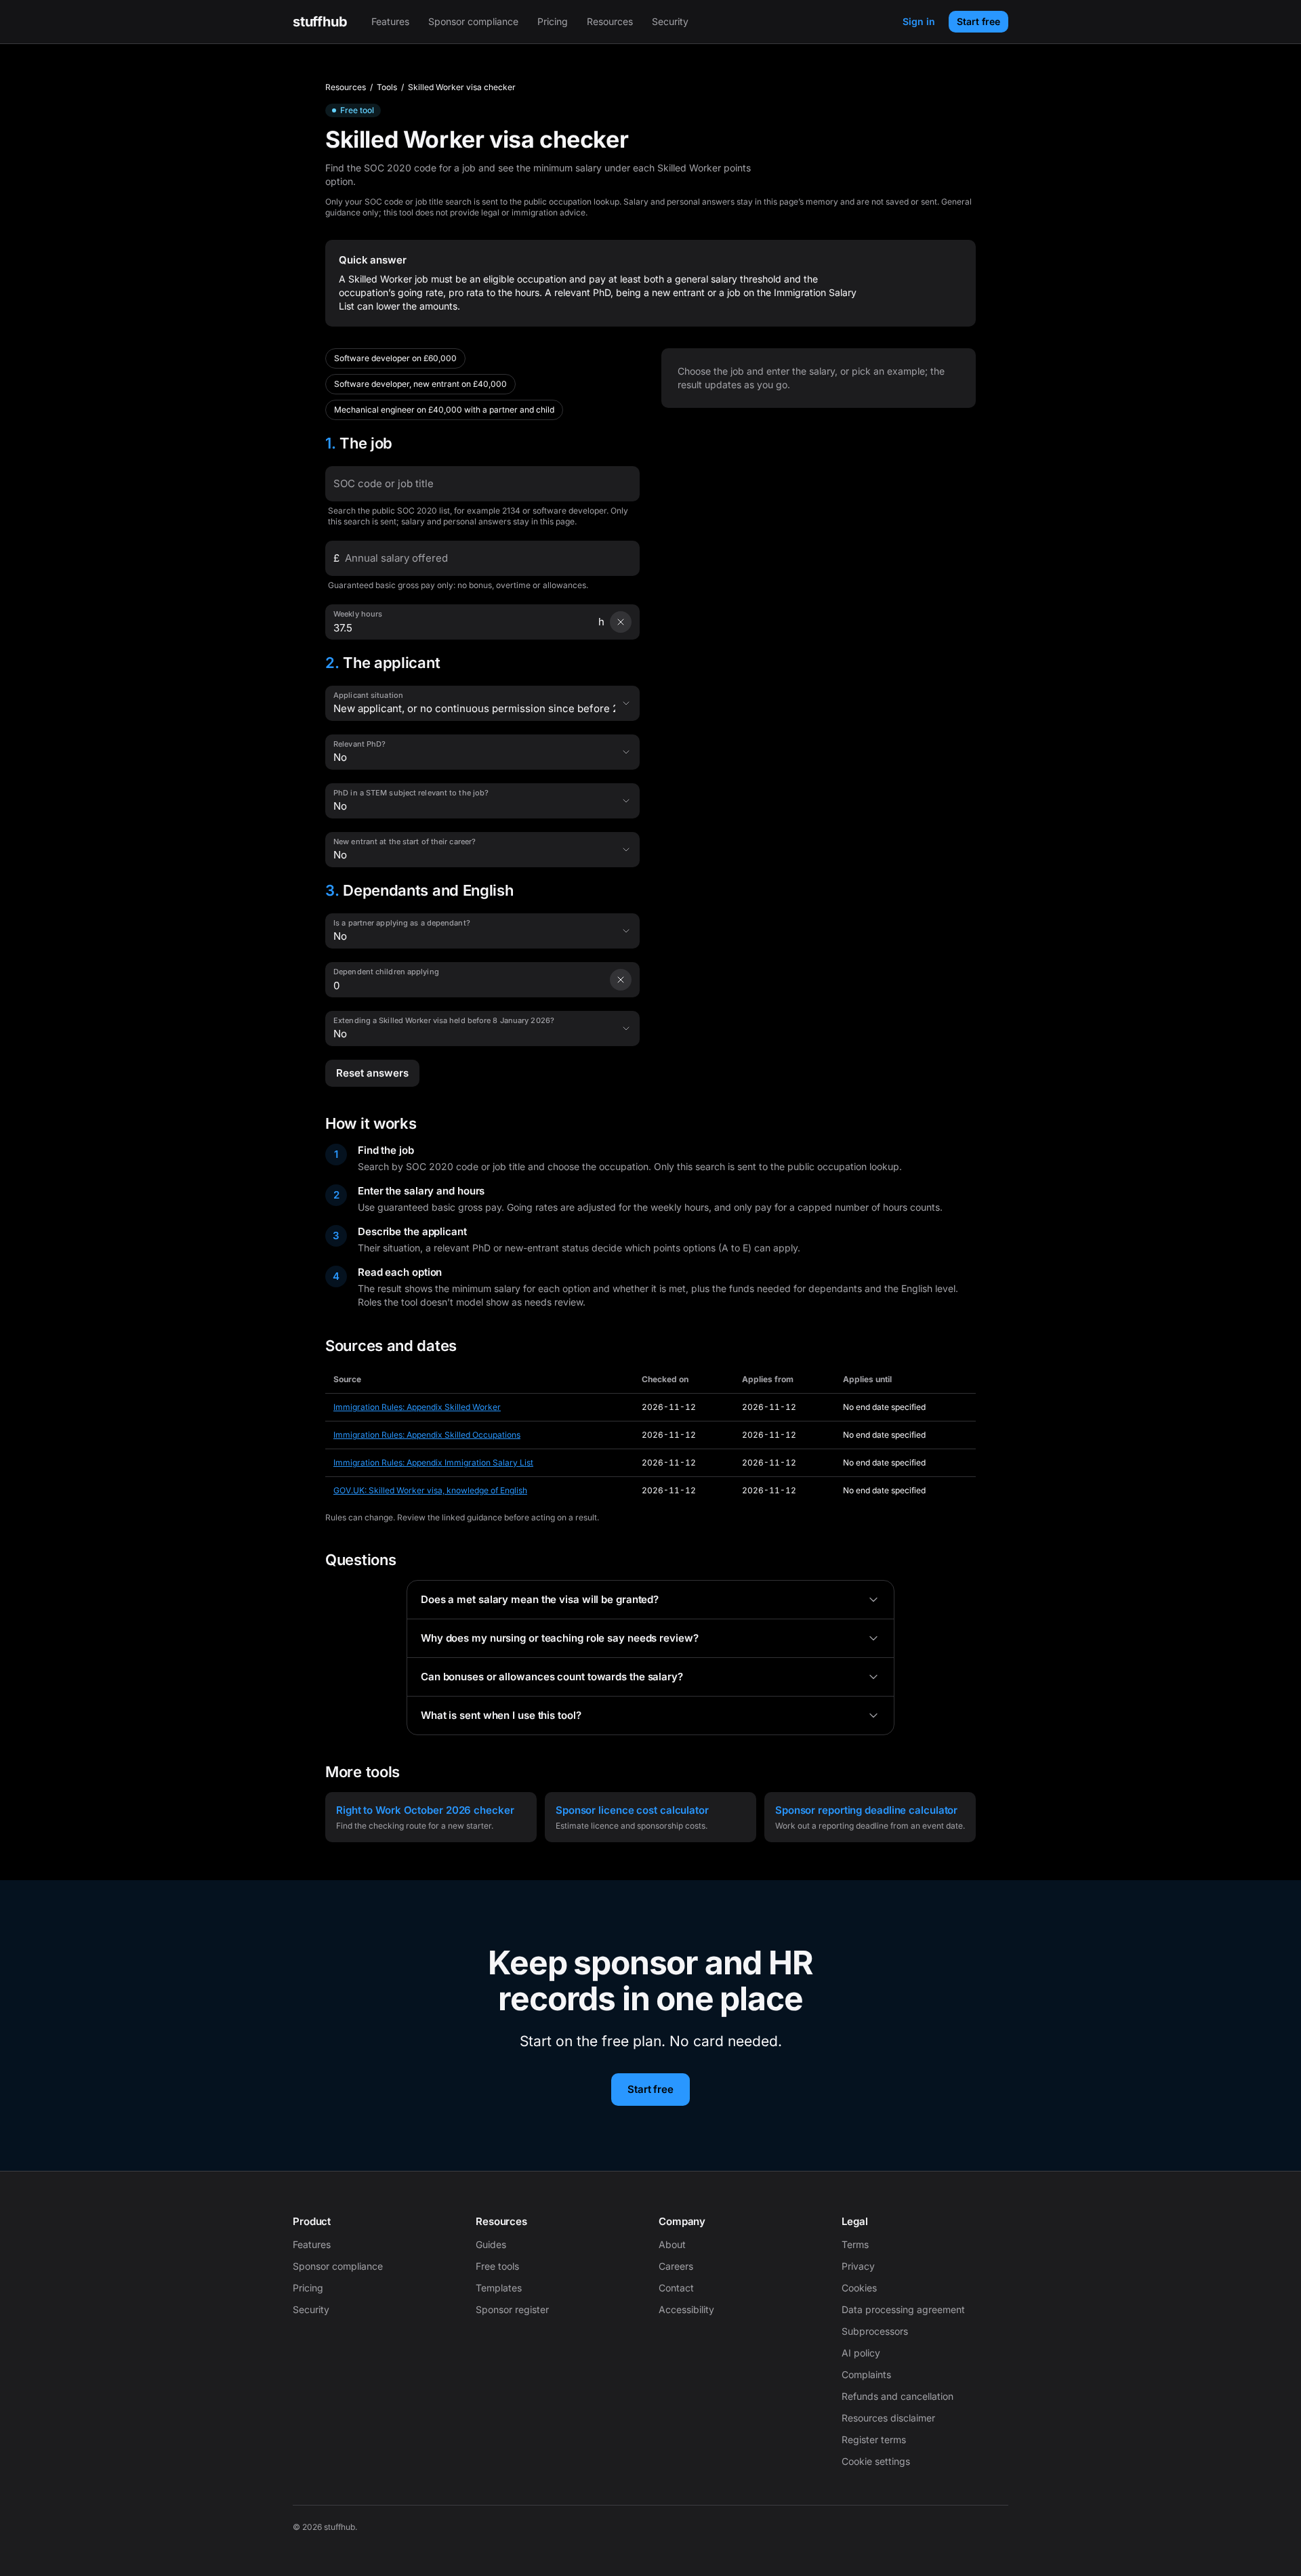 stuffhub
Features
Sponsor compliance
Pricing
Resources
Security
Sign in
Start free
Resources / Tools / Skilled Worker visa checker
Free tool
Skilled Worker visa checker
Find the SOC 2020 code for a job and see the minimum salary under each Skilled Worker points
option.
Only your SOC code or job title search is sent to the public occupation lookup. Salary and personal answers stay in this page's memory and are not saved or sent. General
guidance only; this tool does not provide legal or immigration advice.
Quick answer
A Skilled Worker job must be an eligible occupation and pay at least both a general salary threshold and the
occupation's going rate, pro rata to the hours. A relevant PhD, being a new entrant or a job on the Immigration Salary
List can lower the amounts.
Software developer on £60,000
Software developer, new entrant on £40,000
Mechanical engineer on £40,000 with a partner and child
Choose the job and enter the salary, or pick an example; the
result updates as you go.
1. The job
SOC code or job title
Search the public SOC 2020 list, for example 2134 or software developer. Only
this search is sent; salary and personal answers stay in this page.
£ Annual salary offered
Guaranteed basic gross pay only: no bonus, overtime or allowances.
Weekly hours
37.5
h
2. The applicant
Applicant situation
New applicant, or no continuous permission since before
Relevant PhD?
No
PhD in a STEM subject relevant to the job?
No
New entrant at the start of their career?
No
3. Dependants and English
Is a partner applying as a dependant?
No
Dependent children applying
0
Extending a Skilled Worker visa held before 8 January 2026?
No
Reset answers
How it works
1
Find the job
Search by SOC 2020 code or job title and choose the occupation. Only this search is sent to the public occupation lookup.
2
Enter the salary and hours
Use guaranteed basic gross pay. Going rates are adjusted for the weekly hours, and only pay for a capped number of hours counts.
3
Describe the applicant
Their situation, a relevant PhD or new-entrant status decide which points options (A to E) can apply.
4
Read each option
The result shows the minimum salary for each option and whether it is met, plus the funds needed for dependants and the English level.
Roles the tool doesn't model show as needs review.
Sources and dates
Source
Checked on
Applies from
Applies until
Immigration Rules: Appendix Skilled Worker
2026-11-12
2026-11-12
No end date specified
Immigration Rules: Appendix Skilled Occupations
2026-11-12
2026-11-12
No end date specified
Immigration Rules: Appendix Immigration Salary List
2026-11-12
2026-11-12
No end date specified
GOV.UK: Skilled Worker visa, knowledge of English
2026-11-12
2026-11-12
No end date specified
Rules can change. Review the linked guidance before acting on a result.
Questions
Does a met salary mean the visa will be granted?
Why does my nursing or teaching role say needs review?
Can bonuses or allowances count towards the salary?
What is sent when I use this tool?
More tools
Right to Work October 2026 checker
Find the checking route for a new starter.
Sponsor licence cost calculator
Estimate licence and sponsorship costs.
Sponsor reporting deadline calculator
Work out a reporting deadline from an event date.
Keep sponsor and HR
records in one place
Start on the free plan. No card needed.
Start free
Product
Features
Sponsor compliance
Pricing
Security
Resources
Guides
Free tools
Templates
Sponsor register
Company
About
Careers
Contact
Accessibility
Legal
Terms
Privacy
Cookies
Data processing agreement
Subprocessors
AI policy
Complaints
Refunds and cancellation
Resources disclaimer
Register terms
Cookie settings
© 2026 stuffhub.